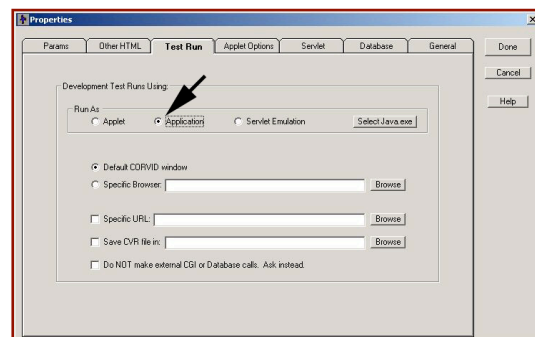 Properties
Params Other HTML Test Run Applet Options Servlet Database General
Done
Cancel
Help
Development Test Runs Using:
Run As
Applet Application Servlet Emulation Select Java.exe
Default CORVID window
Specific Browser: Browse
Specific URL: Browse
Save CVR file in: Browse
Do NOT make external CGI or Database calls. Ask instead.